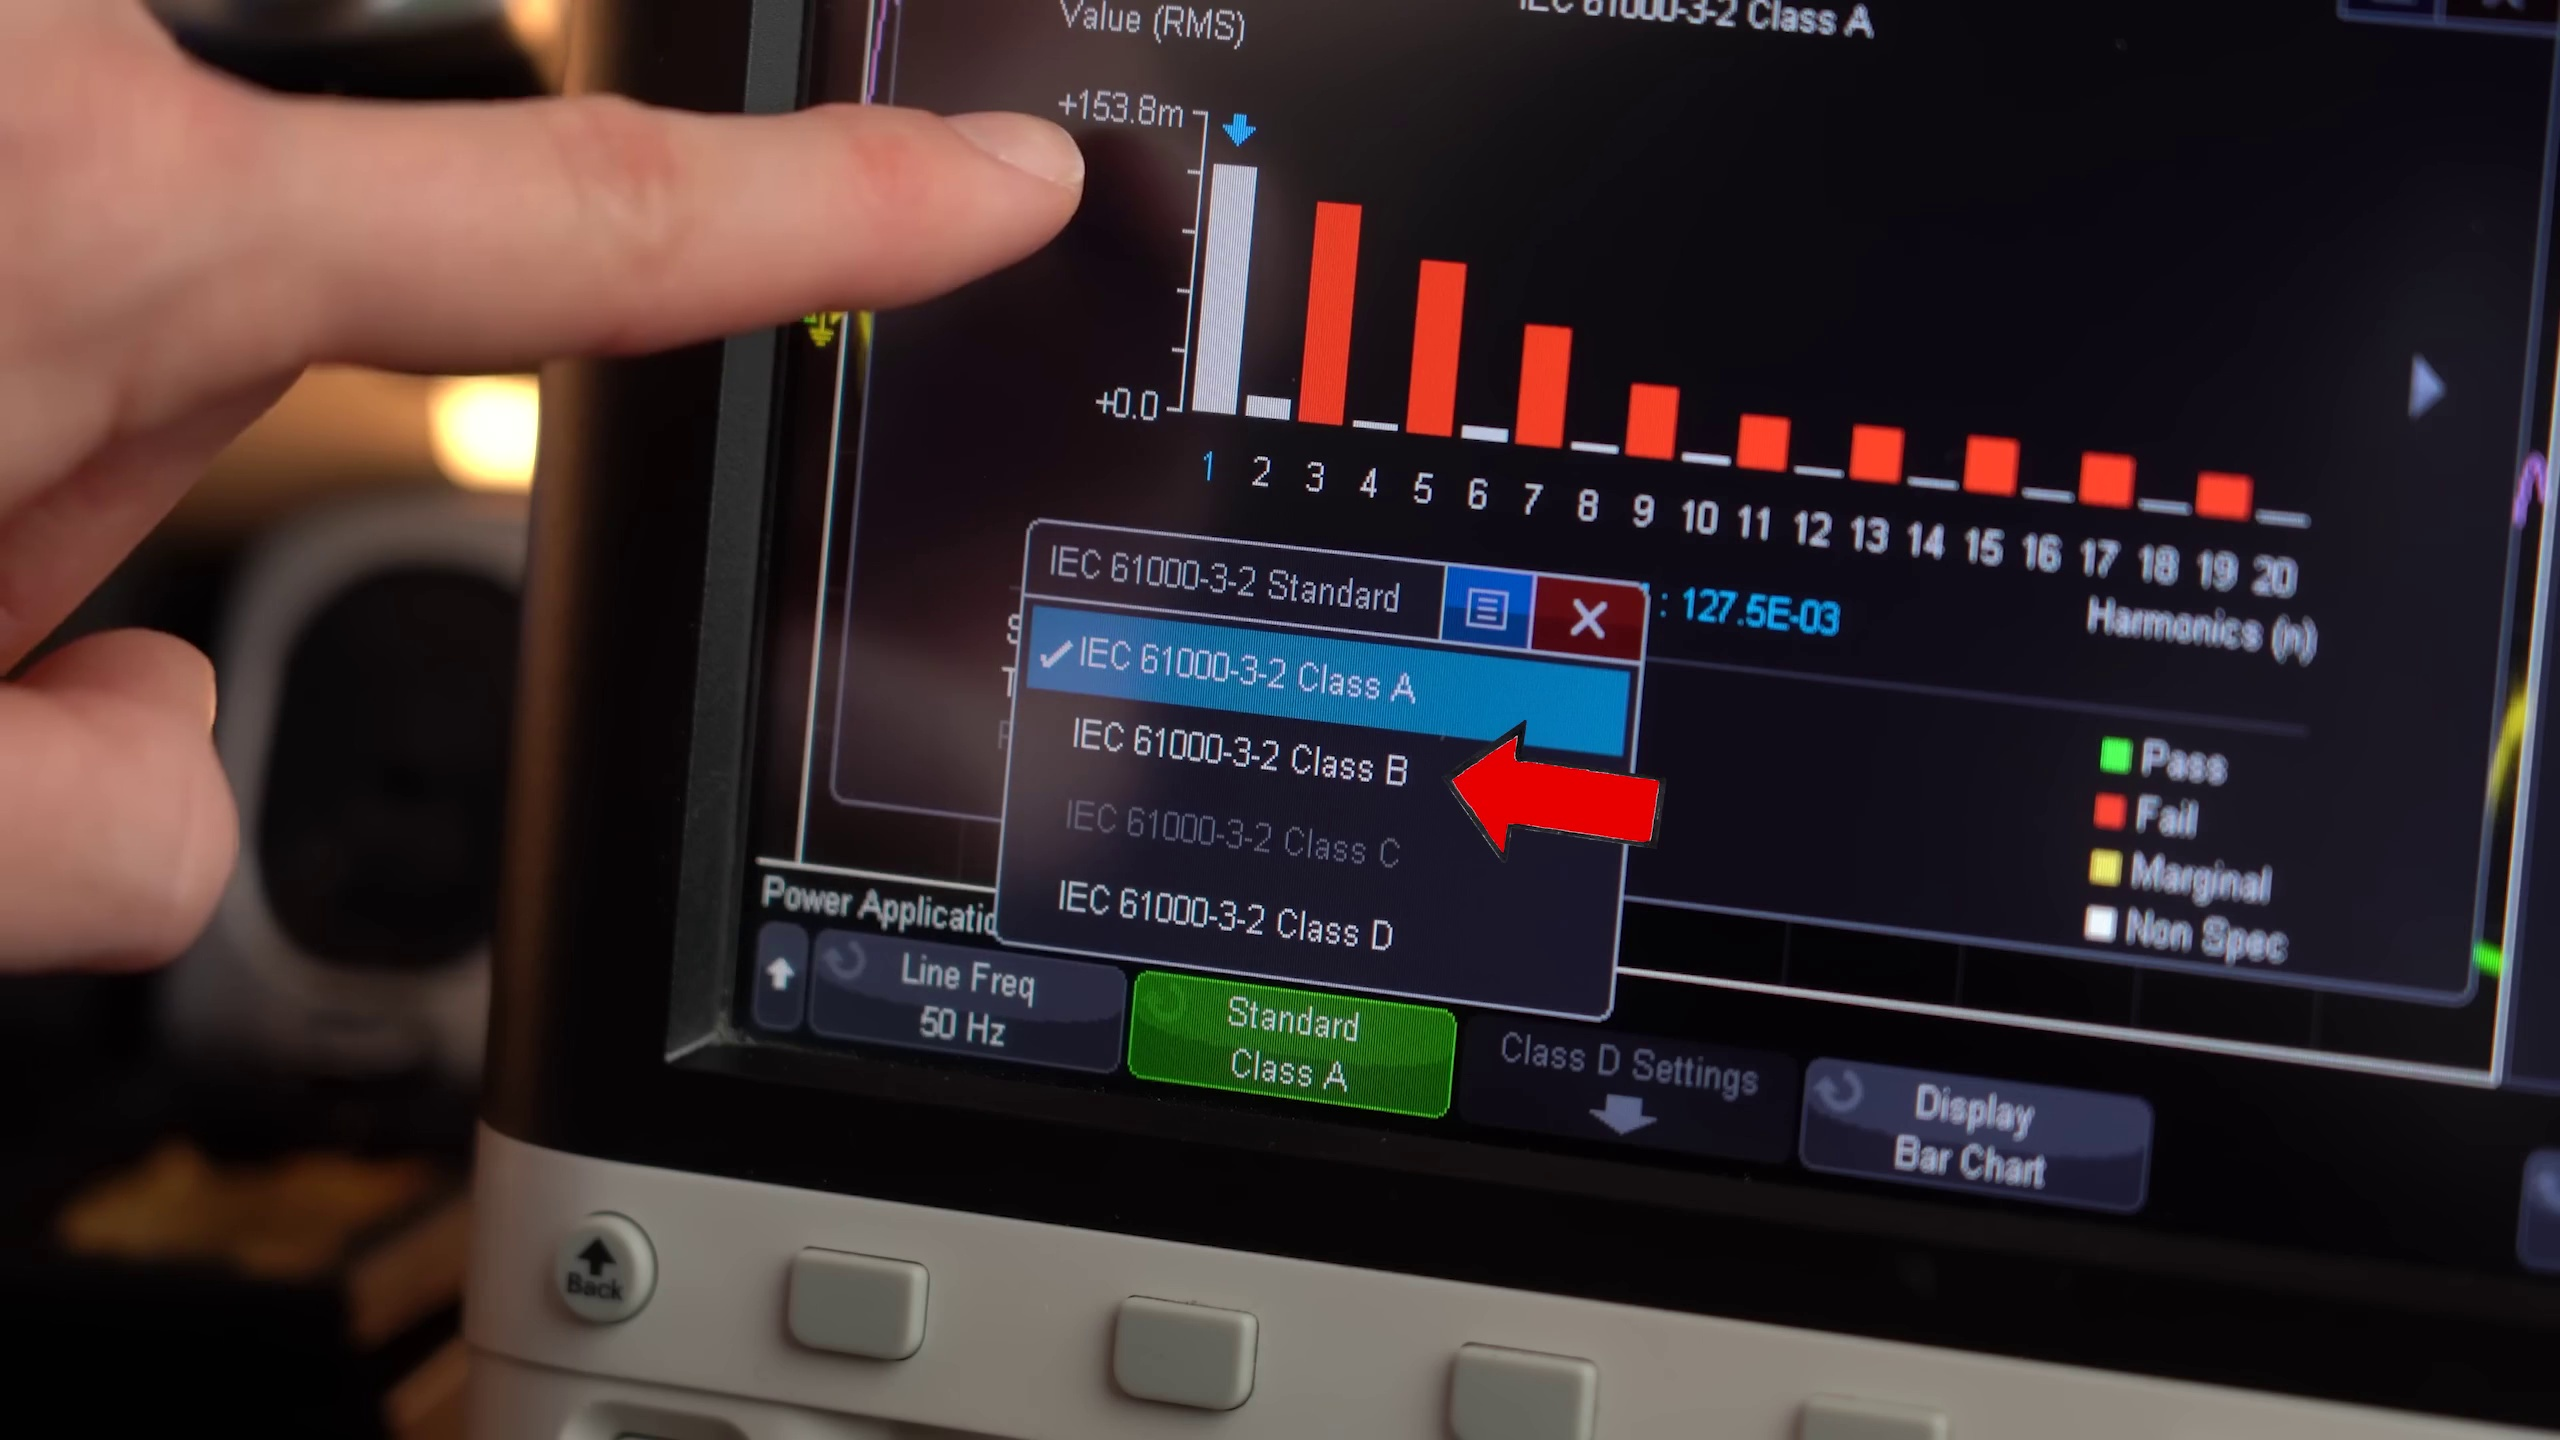 Value (RMS)
IEC 61000-3-2 Class A
+153.8m
+0.0
1 2 3 4 5 6 7 8 9 10 11 12 13 14 15 16 17 18 19 20
Harmonics (n)
: 127.5E-03
IEC 61000-3-2 Standard
IEC 61000-3-2 Class A
IEC 61000-3-2 Class B
IEC 61000-3-2 Class C
IEC 61000-3-2 Class D
Pass
Fail
Marginal
Non Spec
Power Applicatio
Line Freq
50 Hz
Standard
Class A
Class D Settings
Display
Bar Chart
Back